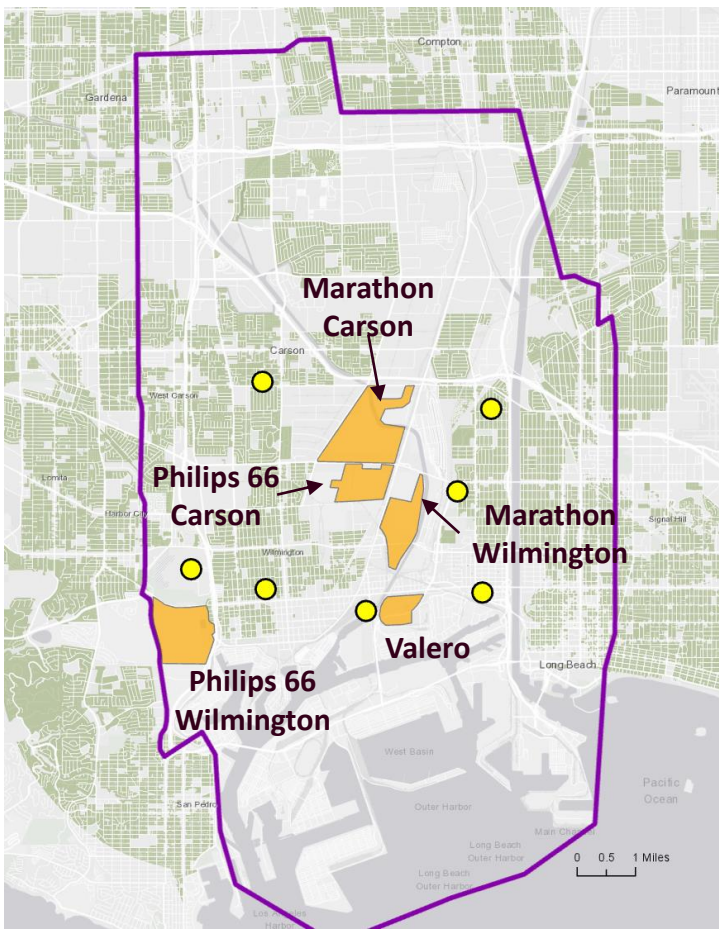 Compton
Paramount
Gardena
Marathon
Carson
Carson
West Carson
Lomita
Philips 66
Carson
Harbor City
Marathon
Wilmington
Signal Hill
Wilmington
Valero
Long Beach
Philips 66
Wilmington
West Basin
Pacific
Ocean
San Pedro
Outer Harbor
Main Channel
Long Beach
Outer Harbor
0 0.5 1 Miles
Long Beach
Outer Harbor
Los Angeles
Harbor